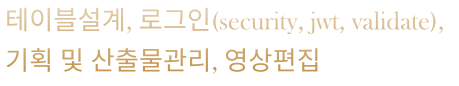 테이블설계, 로그인(security, jwt, validate),
기획 및 산출물관리, 영상편집